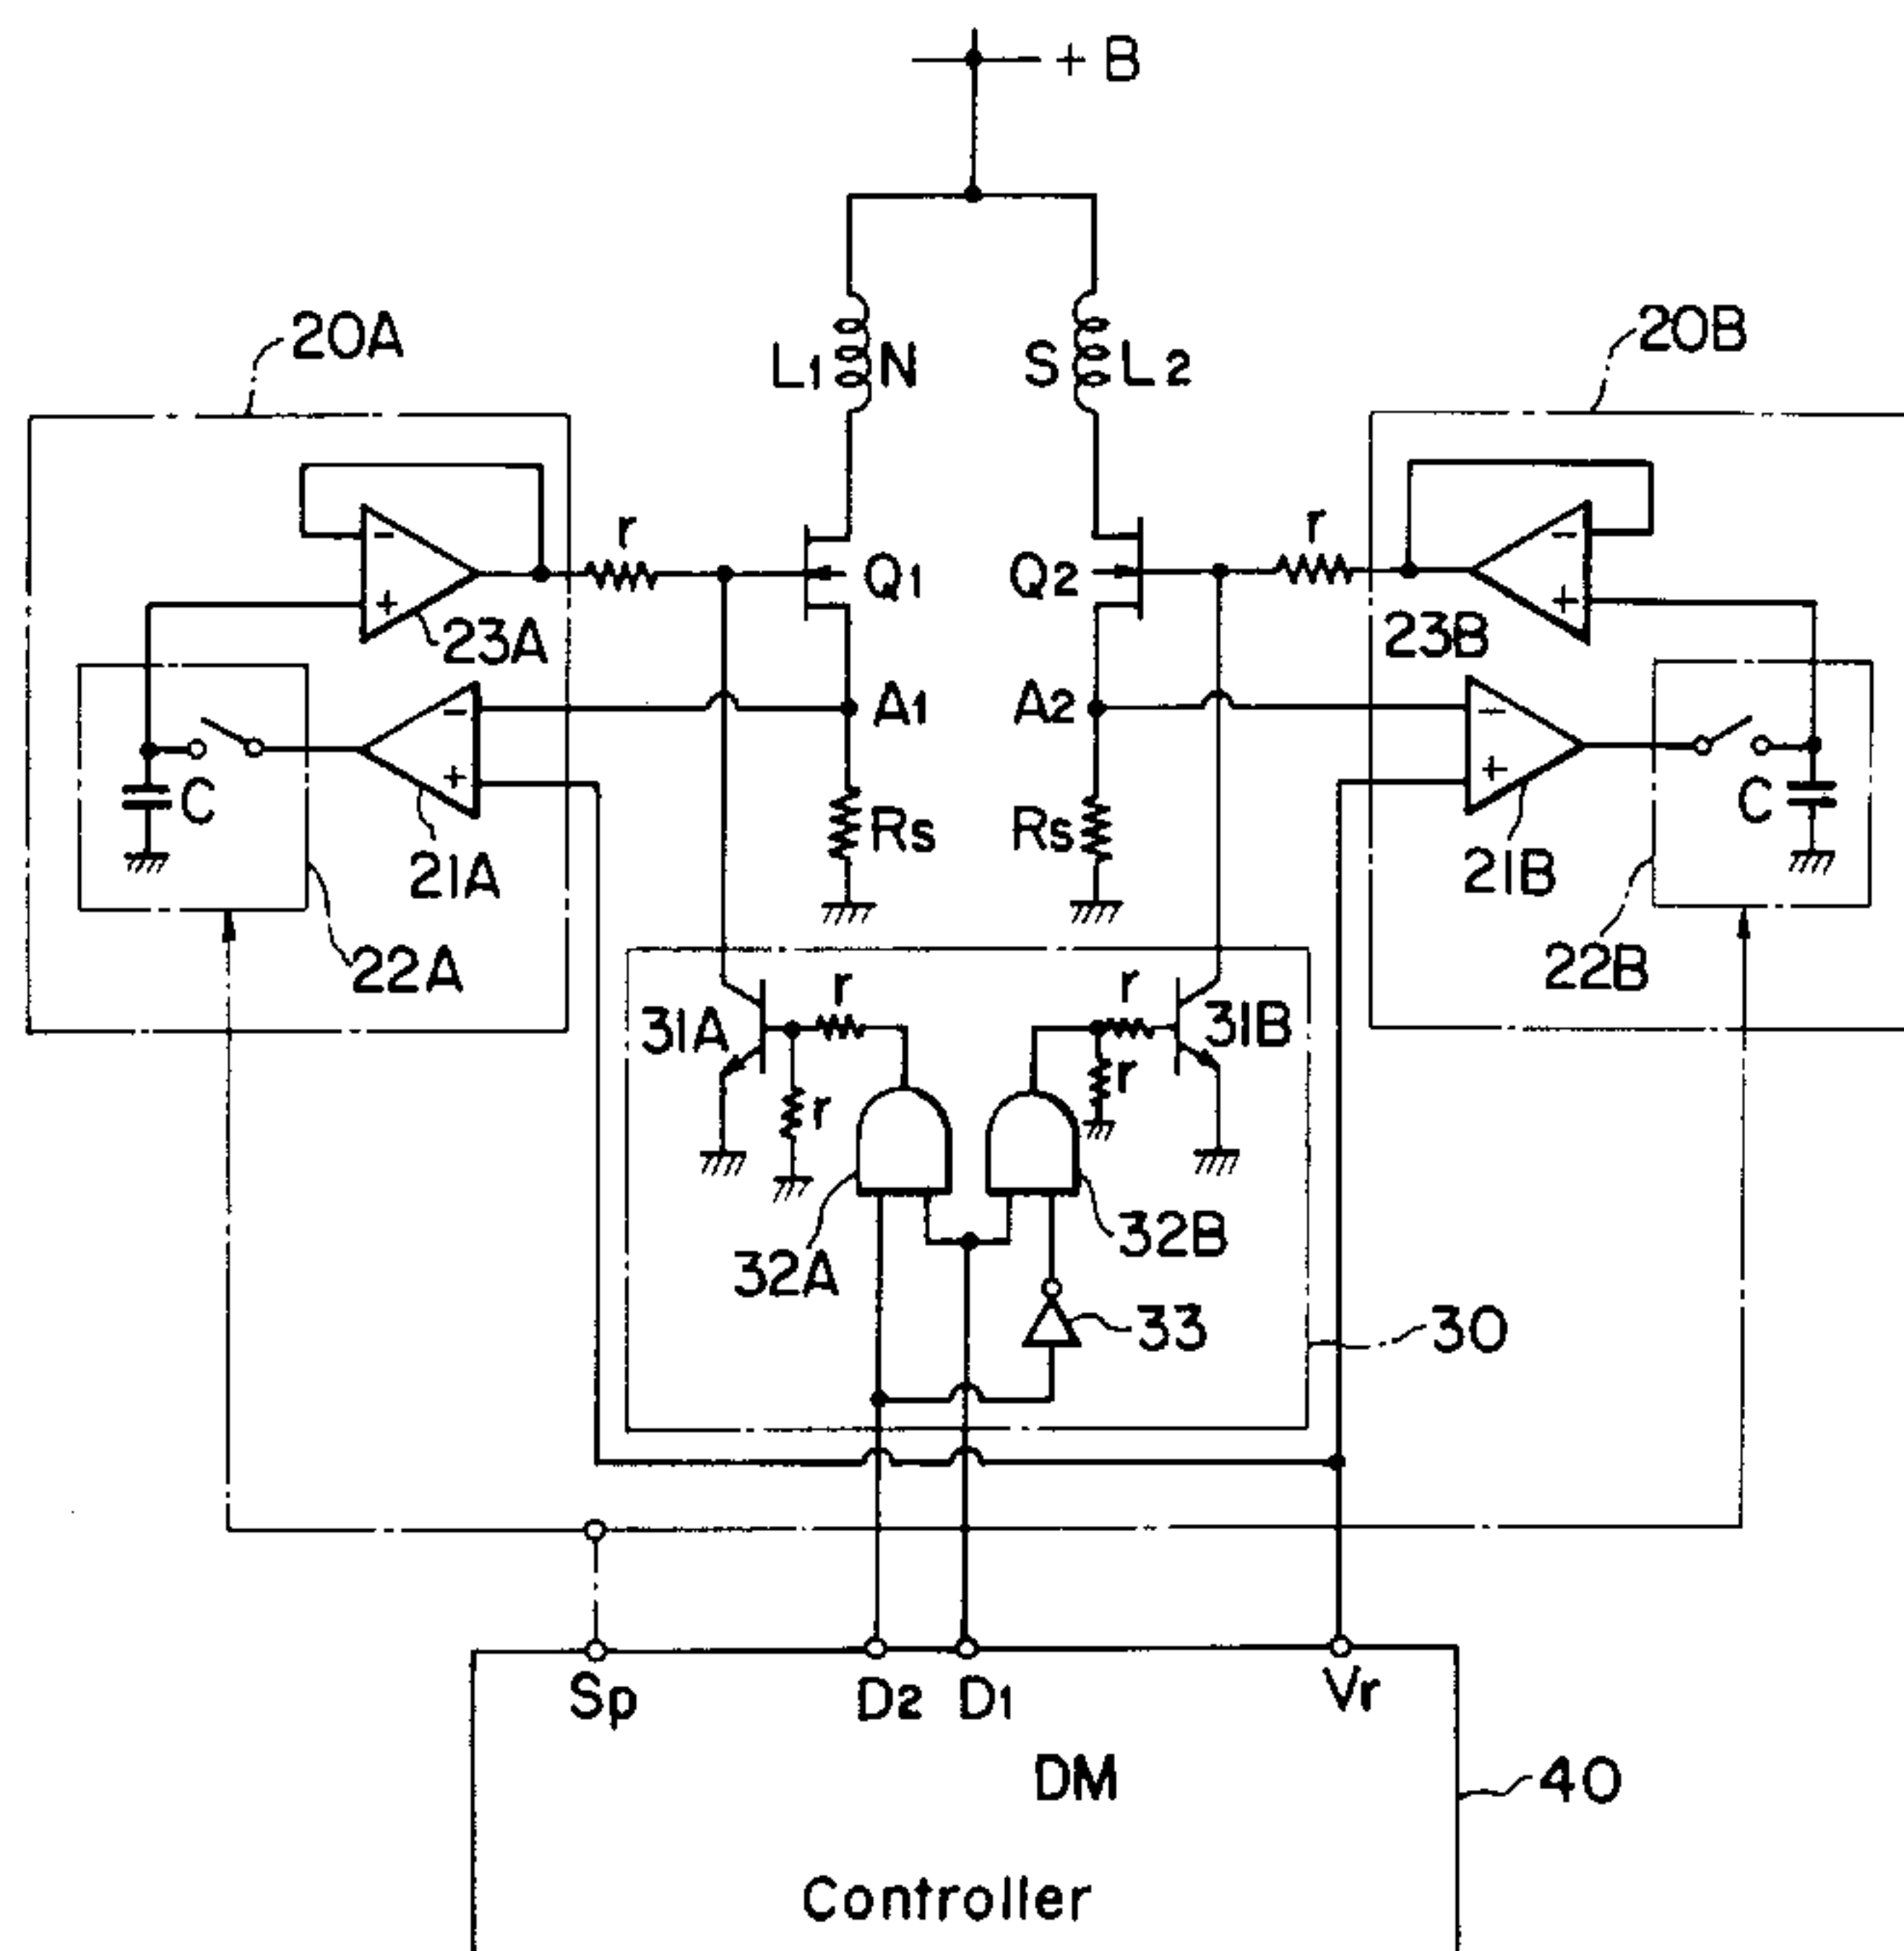 + B
20A
20B
L1
N
S
L2
-
r
Q1
Q2
r
-
+
23A
23B
+
-
A1
A2
-
C
+
Rs
Rs
+
C
21A
21B
22A
22B
31A
r
r
31B
r
r
32A
32B
33
30
Sp
D2
D1
Vr
DM
40
Controller